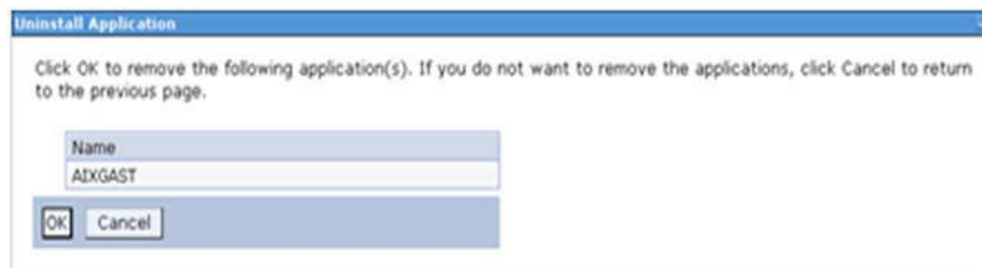 Uninstall Application
Click OK to remove the following application(s). If you do not want to remove the applications, click Cancel to return
to the previous page.
Name
AIXGAST
OK Cancel